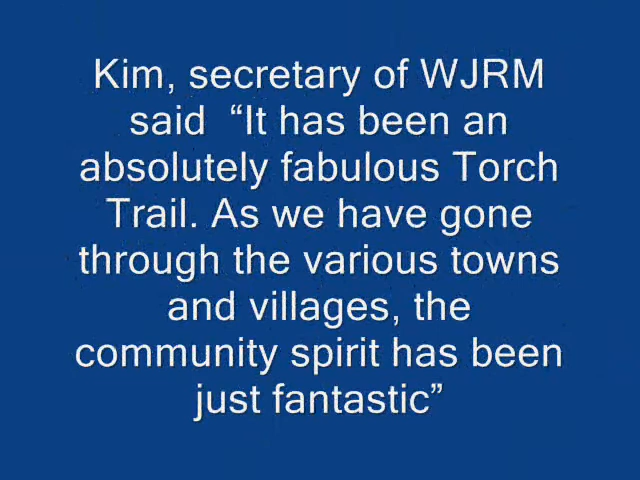 Kim, secretary of WJRM
said  “It has been an
absolutely fabulous Torch
Trail. As we have gone
through the various towns
and villages, the
community spirit has been
just fantastic”